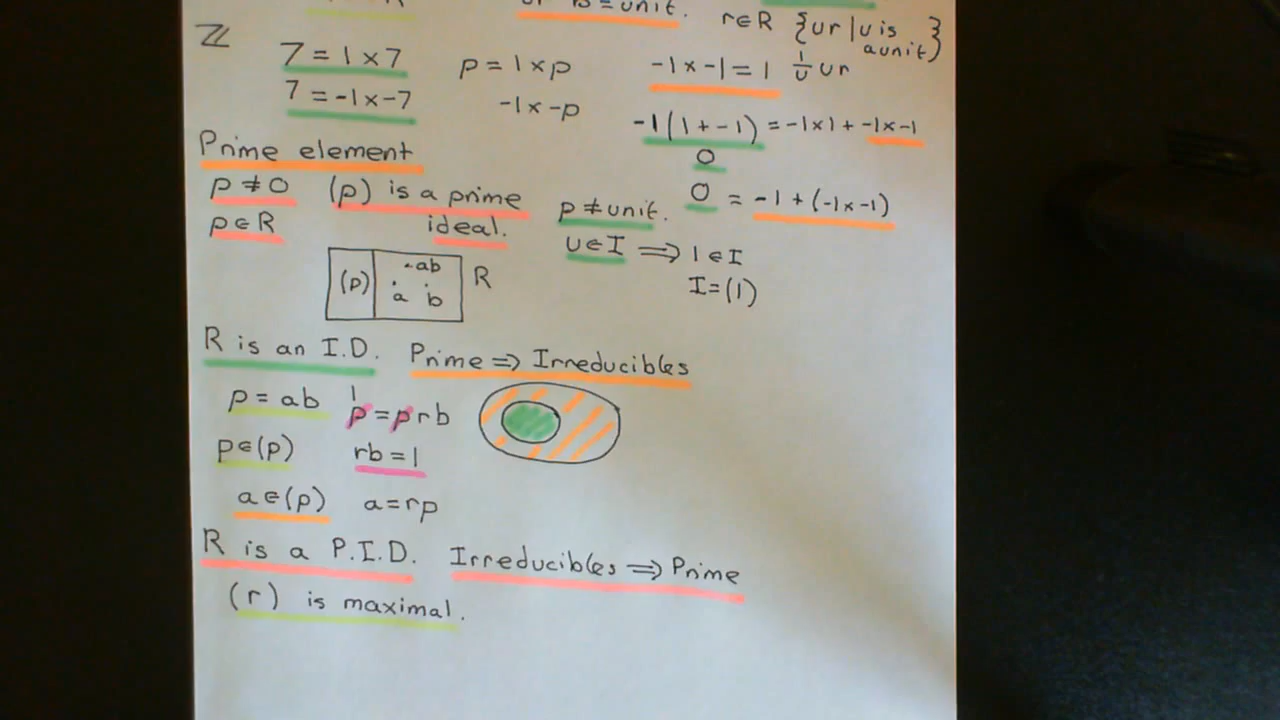 or b = unit. r∈R {ur | u is a unit}
ℤ
7 = 1 × 7
7 = -1 × -7
p = 1 × p
-1 × -p
-1 × -1 = 1 1/u ur
-1(1 + -1) = -1×1 + -1×-1
0
0 = -1 + (-1×-1)
Prime element
p ≠ 0 (p) is a prime ideal.
p ∈ R
p ≠ unit.
u ∈ I ⟹ 1 ∈ I
I = (1)
(p) ·ab a b R
R is an I.D. Prime ⟹ Irreducibles
p = ab 1 p = prb
p ∈ (p) rb = 1
a ∈ (p) a = rp
R is a P.I.D. Irreducibles ⟹ Prime
(r) is maximal.